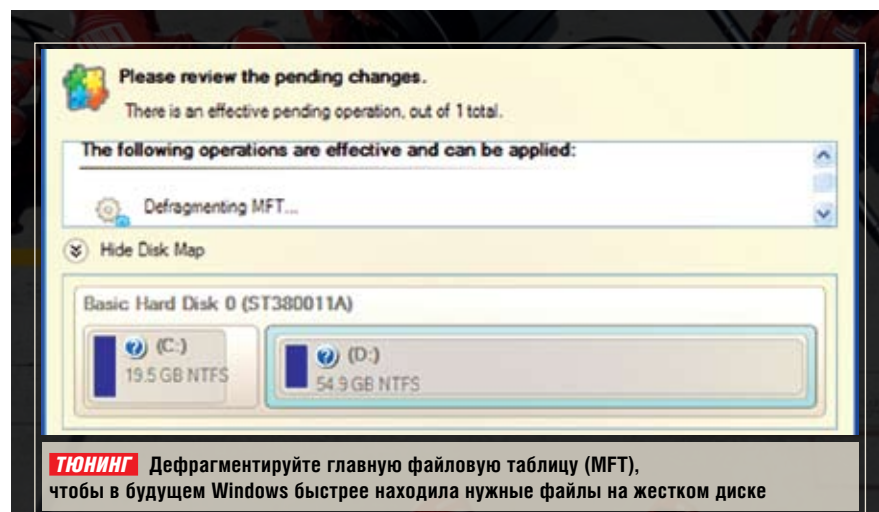 Please review the pending changes.
There is an effective pending operation, out of 1 total.
The following operations are effective and can be applied:
Defragmenting MFT...
Hide Disk Map
Basic Hard Disk 0 (ST380011A)
(C:)
19.5 GB NTFS
(D:)
54.9 GB NTFS
ТЮНИНГ Дефрагментируйте главную файловую таблицу (MFT),
чтобы в будущем Windows быстрее находила нужные файлы на жестком диске